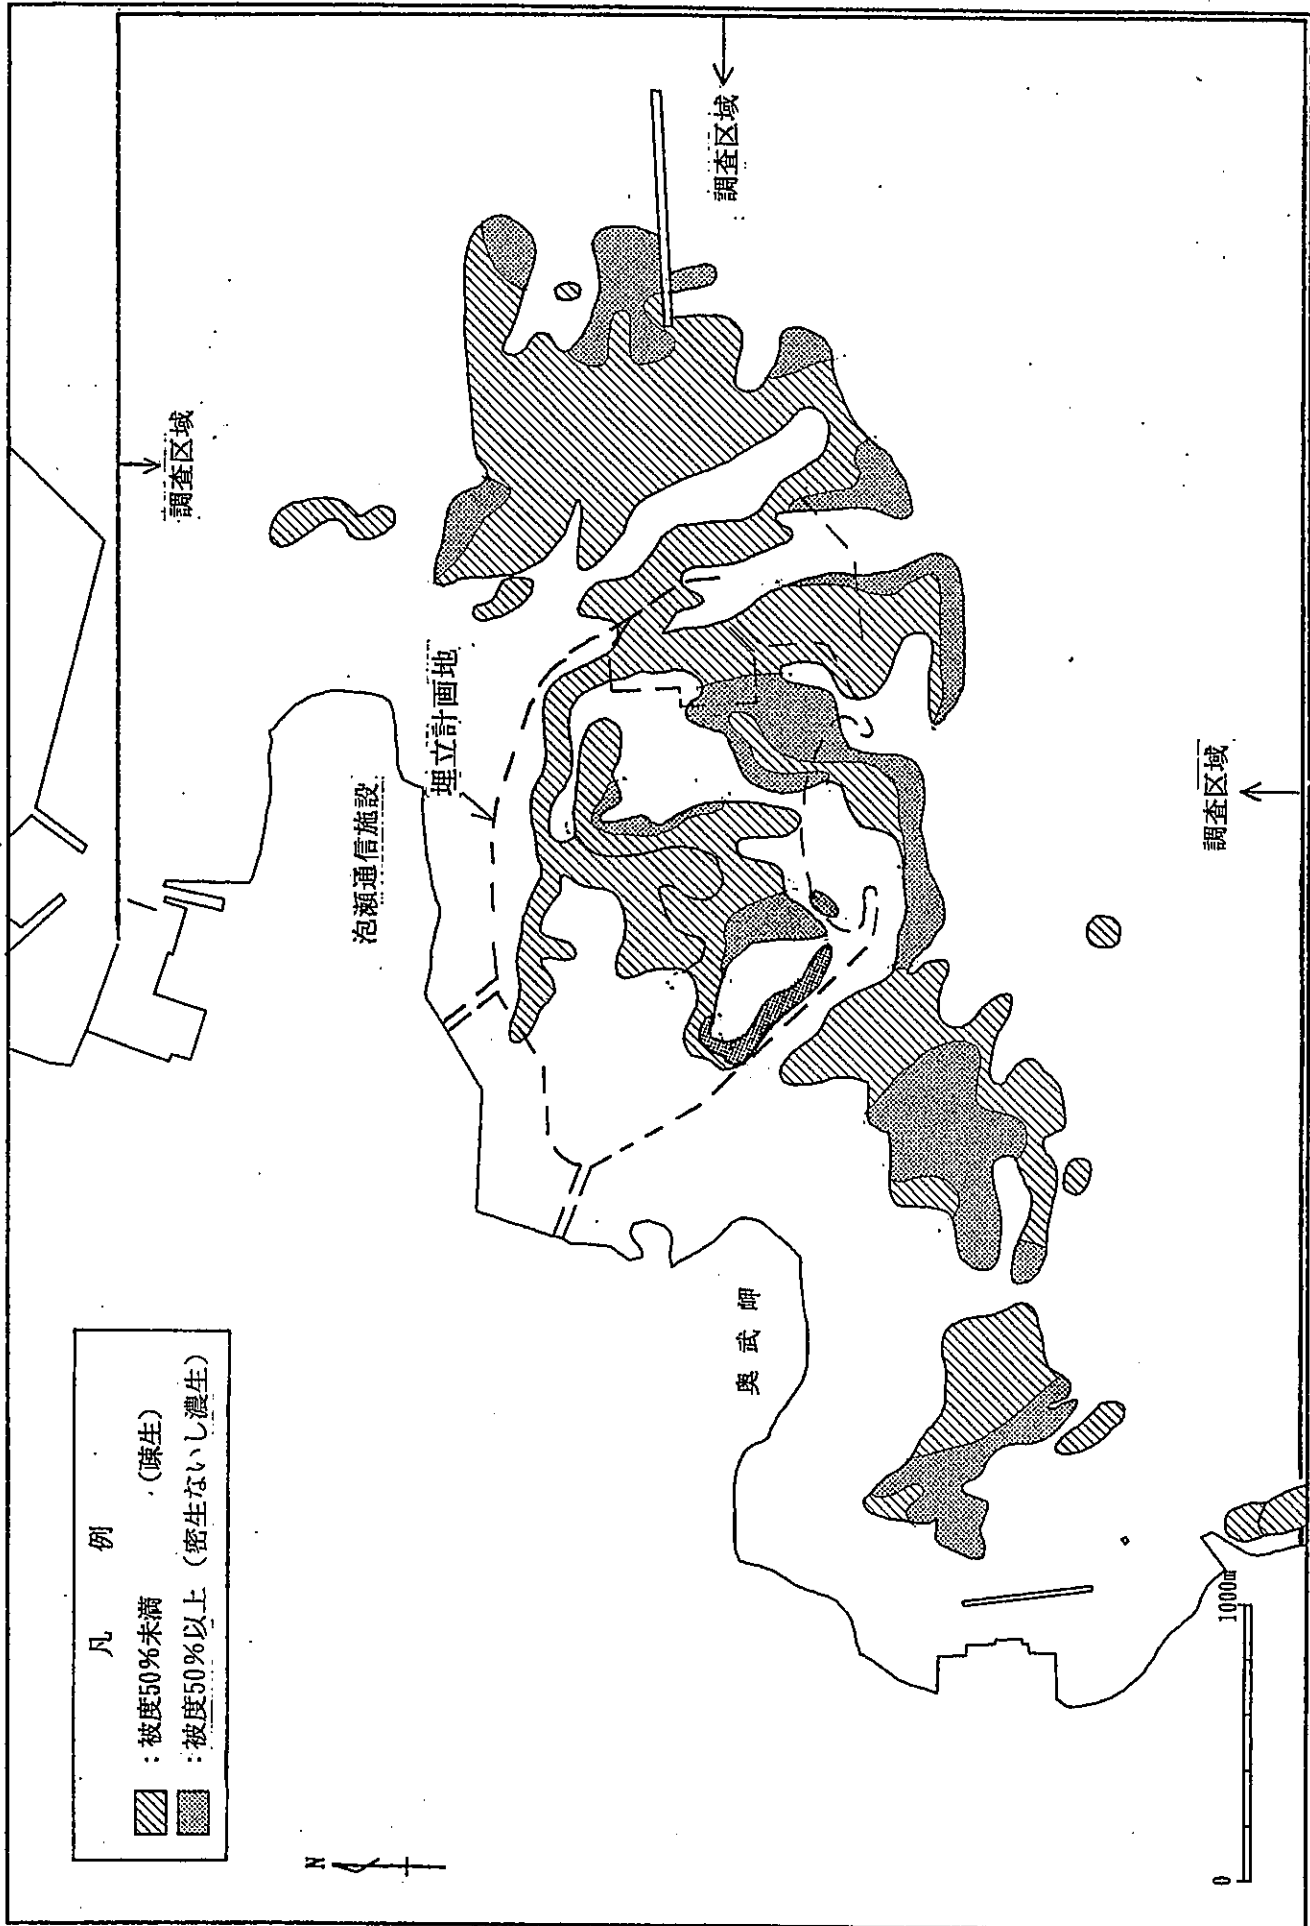 凡 例
：被度50%未満 （疎生）
：被度50%以上（密生ないし濃生）
N
調査区域
泡瀬通信施設
埋立計画地
調査区域
奥武岬
調査区域
0 1000m